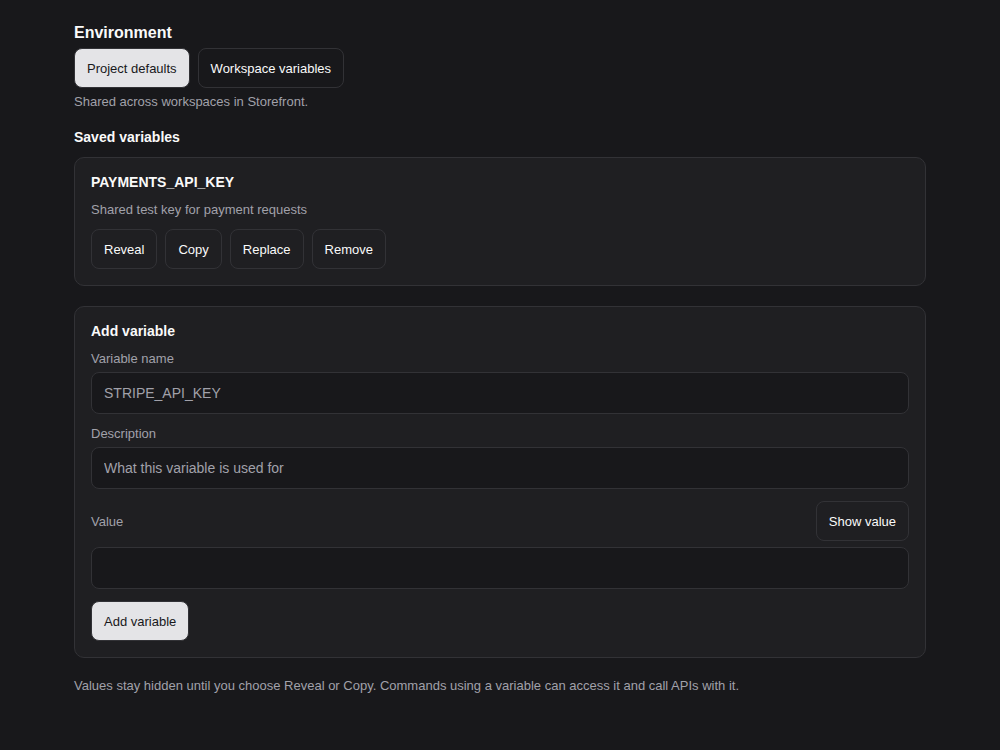 Environment
Project defaults
Workspace variables
Shared across workspaces in Storefront.
Saved variables
PAYMENTS_API_KEY
Shared test key for payment requests
Reveal
Copy
Replace
Remove
Add variable
Variable name
STRIPE_API_KEY
Description
What this variable is used for
Value
Show value
Add variable
Values stay hidden until you choose Reveal or Copy. Commands using a variable can access it and call APIs with it.